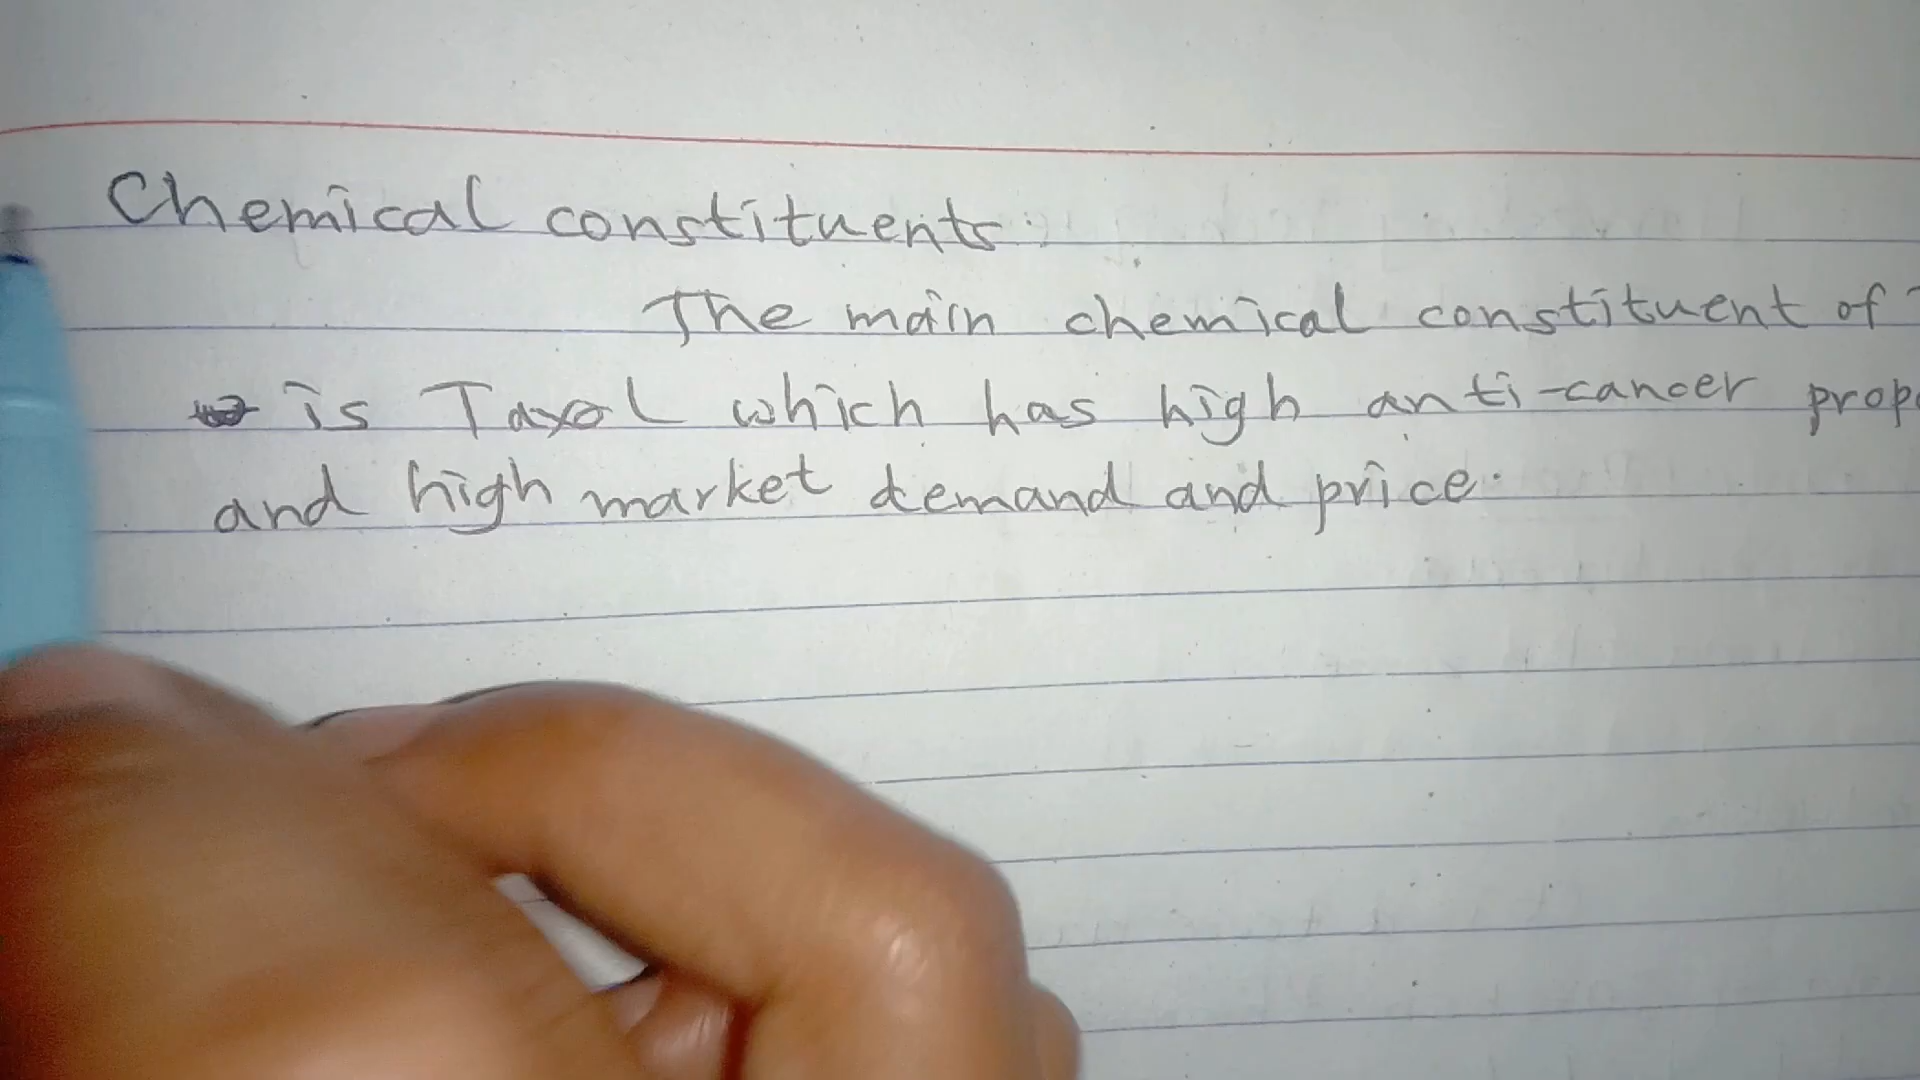 Chemical constituents:
The main chemical constituent of
is Taxol which has high anti-cancer
and high market demand and price.